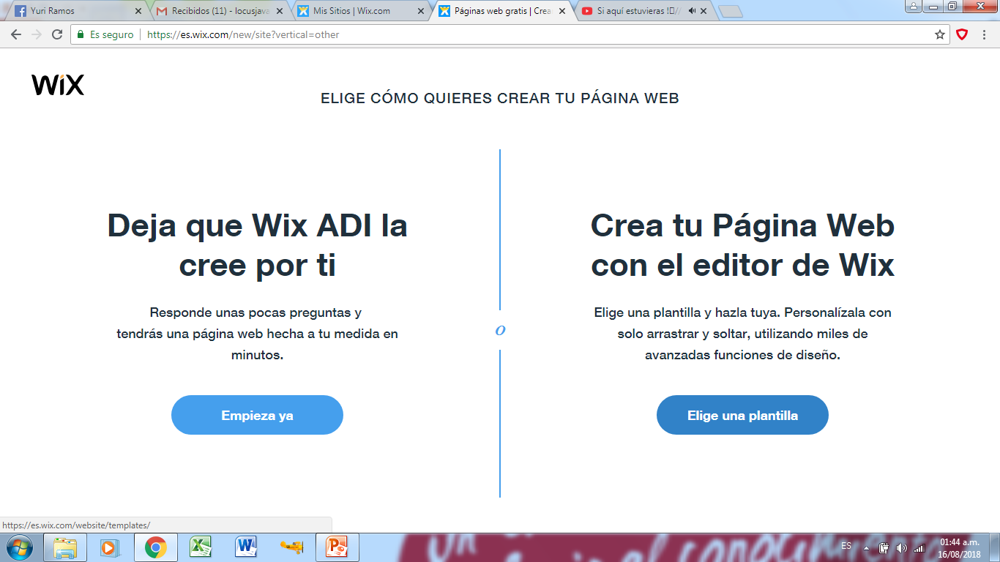 Yuri Ramos
Recibidos (11) - locusjava
Mis Sitios | Wix.com
Páginas web gratis | Crea
Si aquí estuvieras !
Es seguro
https://es.wix.com/new/site?vertical=other
WiX
ELIGE CÓMO QUIERES CREAR TU PÁGINA WEB
Deja que Wix ADI la
cree por ti
Responde unas pocas preguntas y
tendrás una página web hecha a tu medida en
minutos.
Empieza ya
o
Crea tu Página Web
con el editor de Wix
Elige una plantilla y hazla tuya. Personalízala con
solo arrastrar y soltar, utilizando miles de
avanzadas funciones de diseño.
Elige una plantilla
https://es.wix.com/website/templates/
un
el conocimiento
ES
01:44 a.m.
16/08/2018